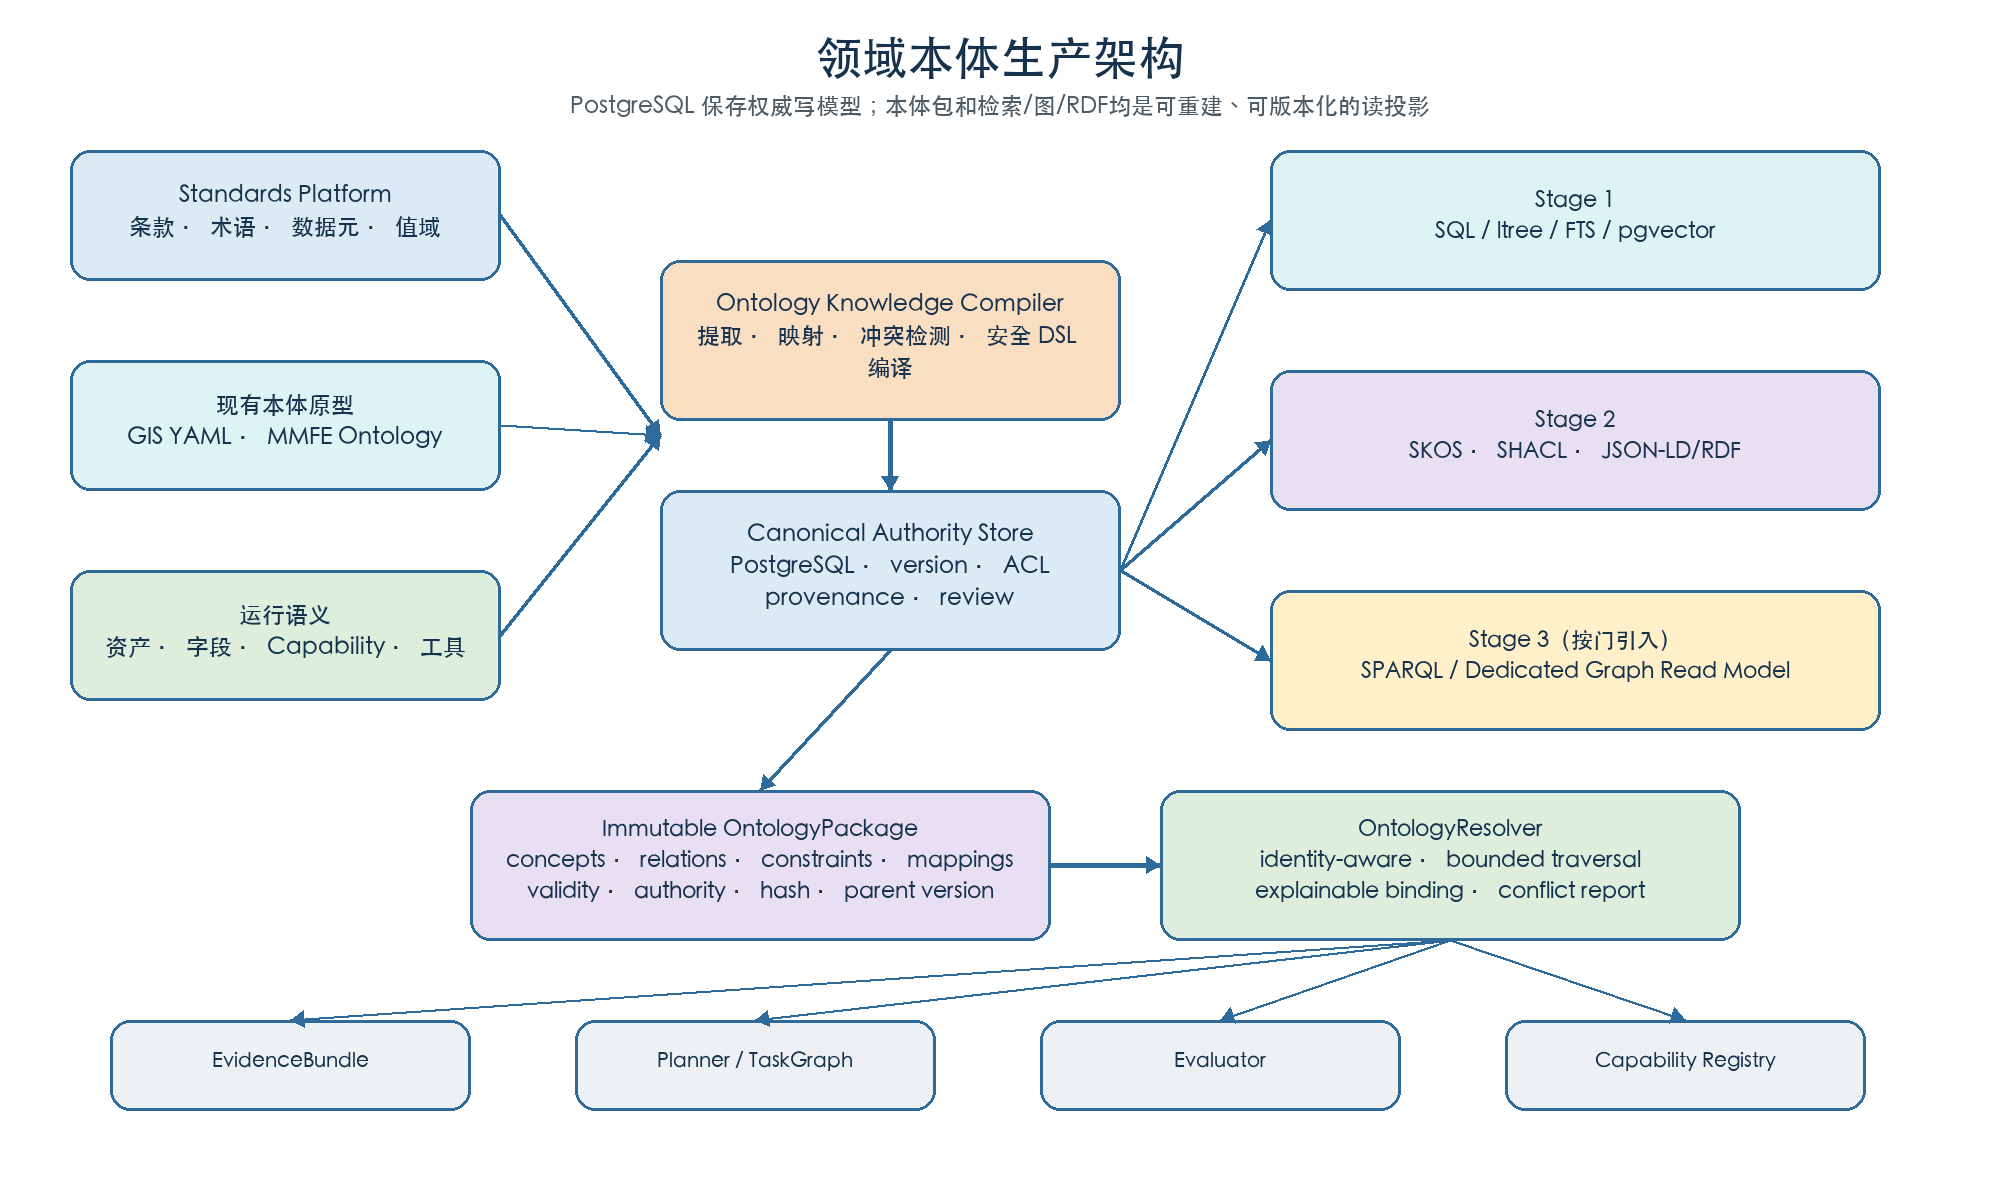 领域本体生产架构
PostgreSQL 保存权威写模型；本体包和检索/图/RDF均是可重建、可版本化的读投影
Standards Platform
条款 · 术语 · 数据元 · 值域
现有本体原型
GIS YAML · MMFE Ontology
运行语义
资产 · 字段 · Capability · 工具
Ontology Knowledge Compiler
提取 · 映射 · 冲突检测 · 安全 DSL
编译
Canonical Authority Store
PostgreSQL · version · ACL
provenance · review
Stage 1
SQL / ltree / FTS / pgvector
Stage 2
SKOS · SHACL · JSON-LD/RDF
Stage 3（按门引入）
SPARQL / Dedicated Graph Read Model
Immutable OntologyPackage
concepts · relations · constraints · mappings
validity · authority · hash · parent version
OntologyResolver
identity-aware · bounded traversal
explainable binding · conflict report
EvidenceBundle
Planner / TaskGraph
Evaluator
Capability Registry